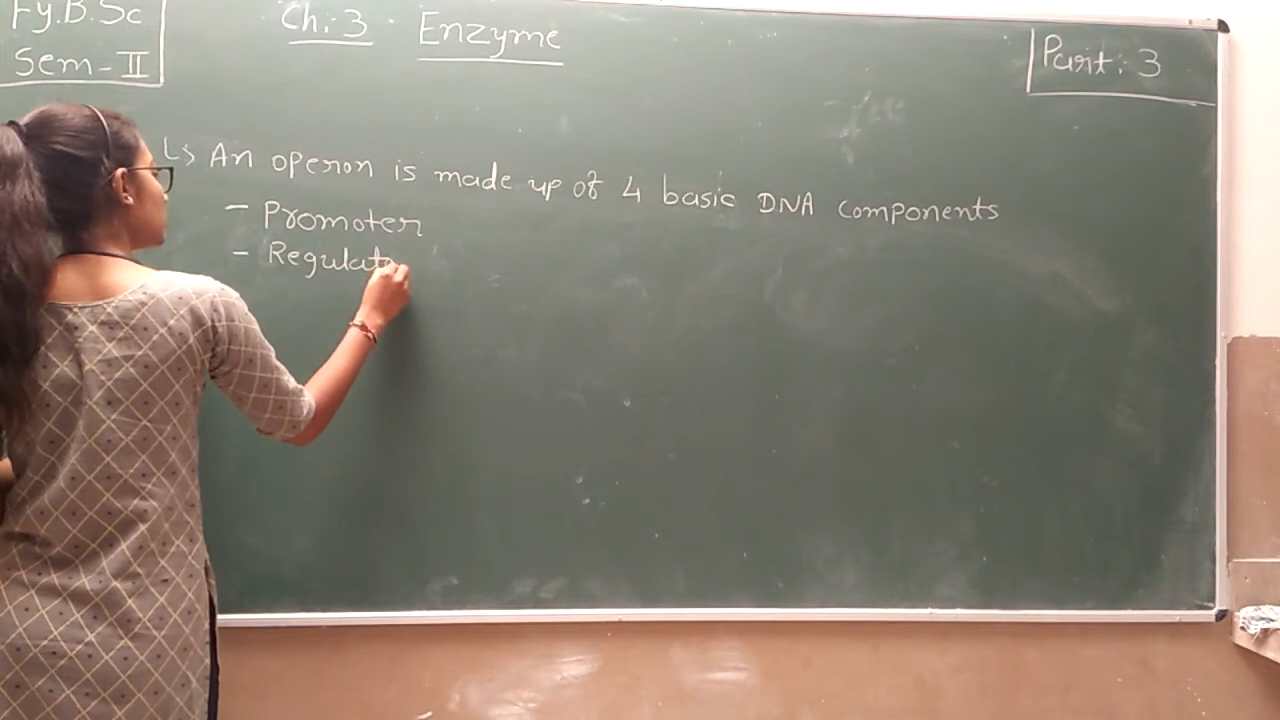 Fy.B.Sc
Sem-II
Ch:3 Enzyme
Part:3
An operon is made up of 4 basic DNA components
- Promoter
- Regulato